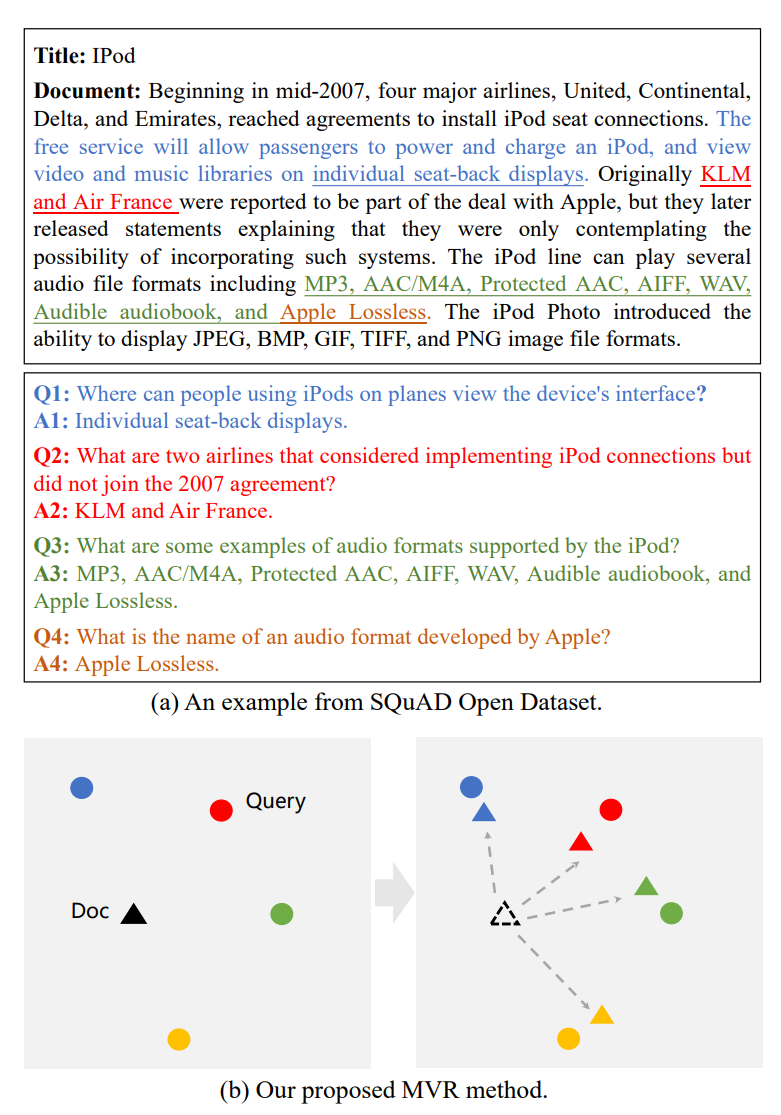 Title: IPod
Document: Beginning in mid-2007, four major airlines, United, Continental,
Delta, and Emirates, reached agreements to install iPod seat connections. The
free service will allow passengers to power and charge an iPod, and view
video and music libraries on individual seat-back displays. Originally KLM
and Air France were reported to be part of the deal with Apple, but they later
released statements explaining that they were only contemplating the
possibility of incorporating such systems. The iPod line can play several
audio file formats including MP3, AAC/M4A, Protected AAC, AIFF, WAV,
Audible audiobook, and Apple Lossless. The iPod Photo introduced the
ability to display JPEG, BMP, GIF, TIFF, and PNG image file formats.
Q1: Where can people using iPods on planes view the device's interface?
A1: Individual seat-back displays.
Q2: What are two airlines that considered implementing iPod connections but
did not join the 2007 agreement?
A2: KLM and Air France.
Q3: What are some examples of audio formats supported by the iPod?
A3: MP3, AAC/M4A, Protected AAC, AIFF, WAV, Audible audiobook, and
Apple Lossless.
Q4: What is the name of an audio format developed by Apple?
A4: Apple Lossless.
(a) An example from SQuAD Open Dataset.
Query
Doc
(b) Our proposed MVR method.